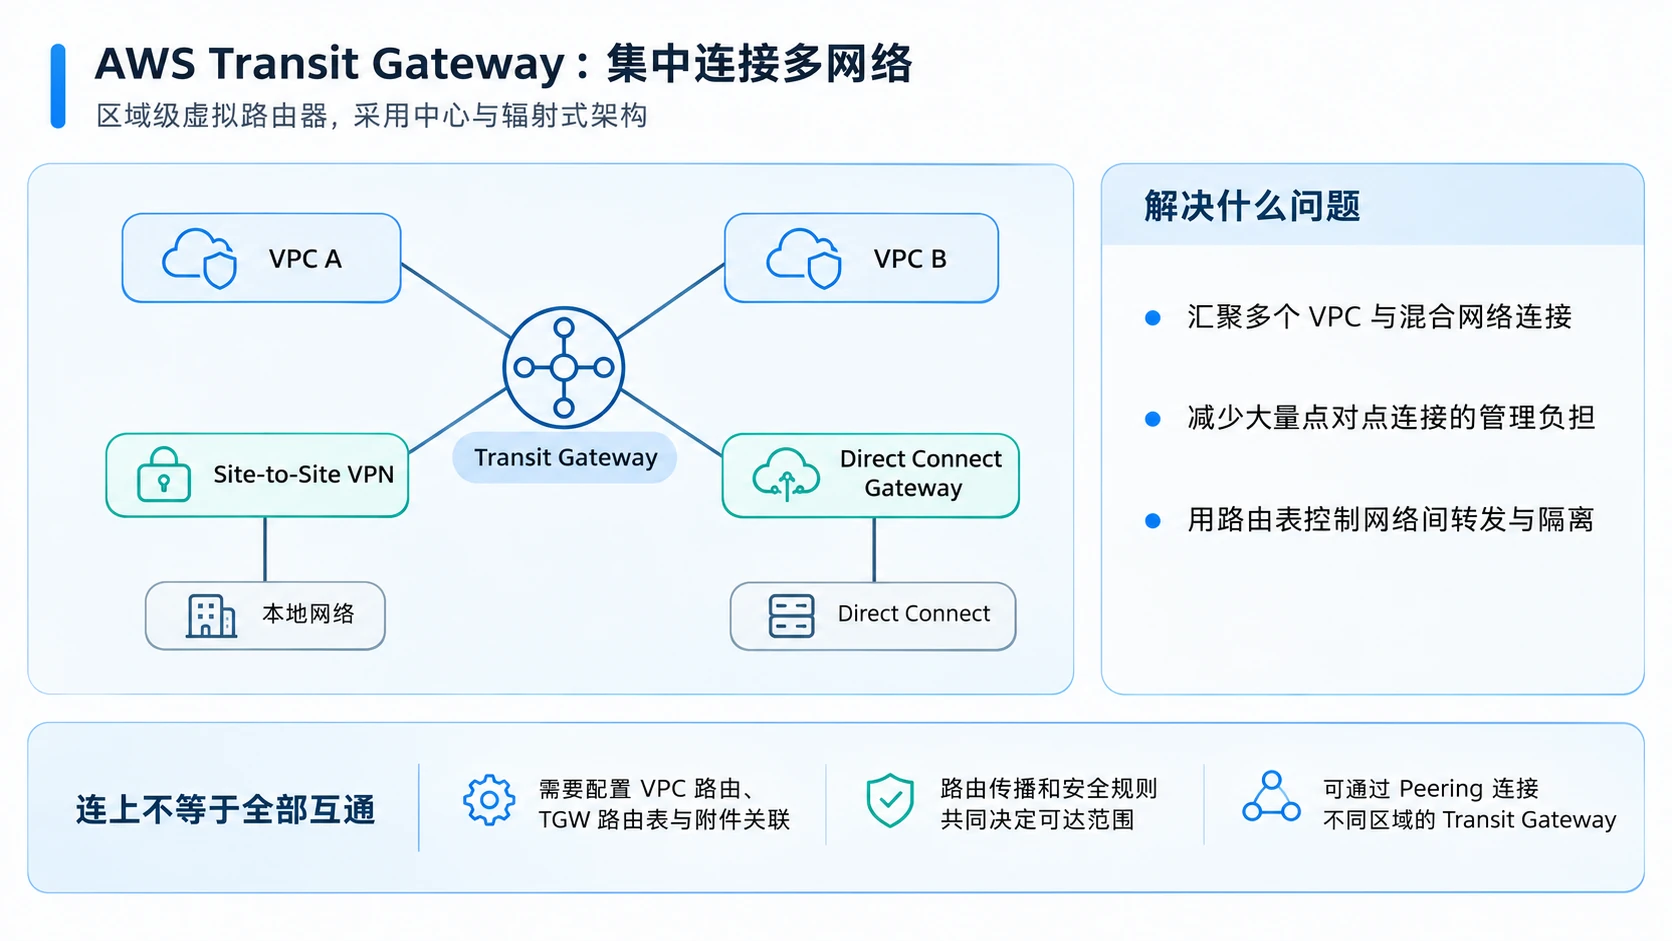 AWS Transit Gateway：集中连接多网络
区域级虚拟路由器，采用中心与辐射式架构
VPC A
VPC B
Transit Gateway
Site-to-Site VPN
Direct Connect
Gateway
本地网络
Direct Connect
解决什么问题
汇聚多个 VPC 与混合网络连接
减少大量点对点连接的管理负担
用路由表控制网络间转发与隔离
连上不等于全部互通
需要配置 VPC 路由、
TGW 路由表与附件关联
路由传播和安全规则
共同决定可达范围
可通过 Peering 连接
不同区域的 Transit Gateway